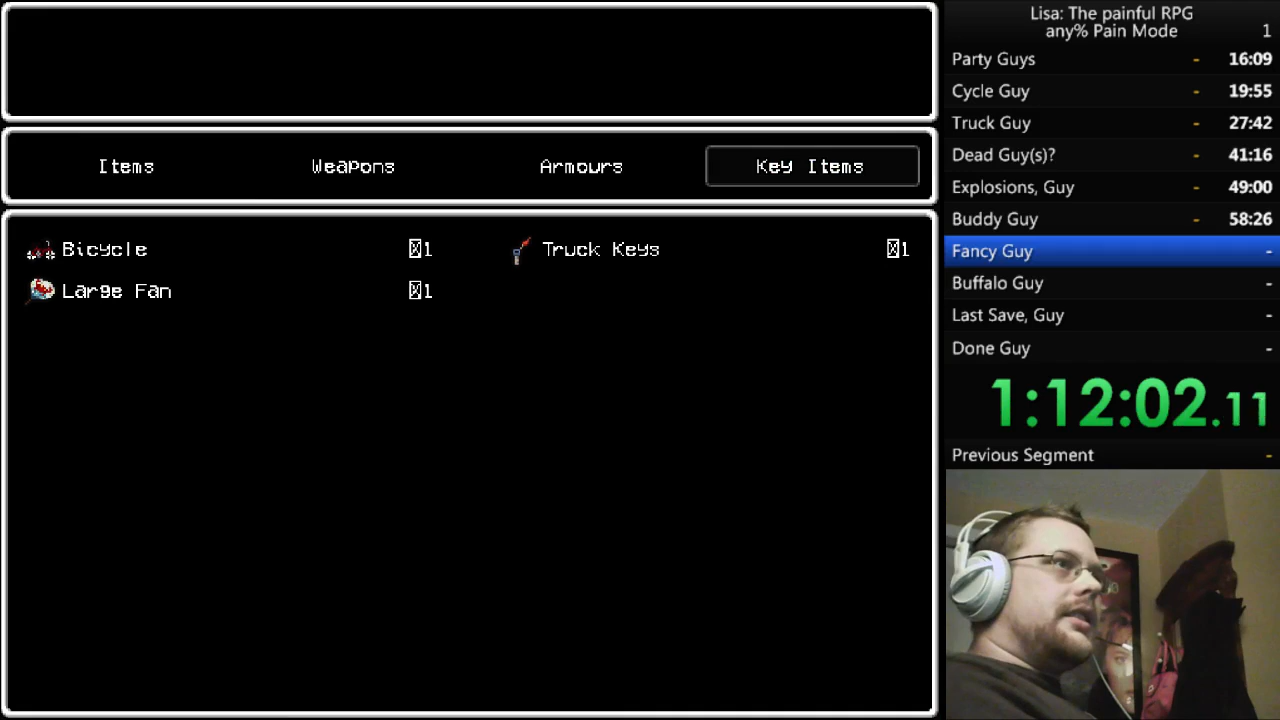 Items Weapons Armours Key Items
Bicycle 1 Truck Keys 1
Large Fan 1
Lisa: The painful RPG
any% Pain Mode 1
Party Guys - 16:09
Cycle Guy - 19:55
Truck Guy - 27:42
Dead Guy(s)? - 41:16
Explosions, Guy - 49:00
Buddy Guy - 58:26
Fancy Guy -
Buffalo Guy -
Last Save, Guy -
Done Guy -
1:12:02.11
Previous Segment -